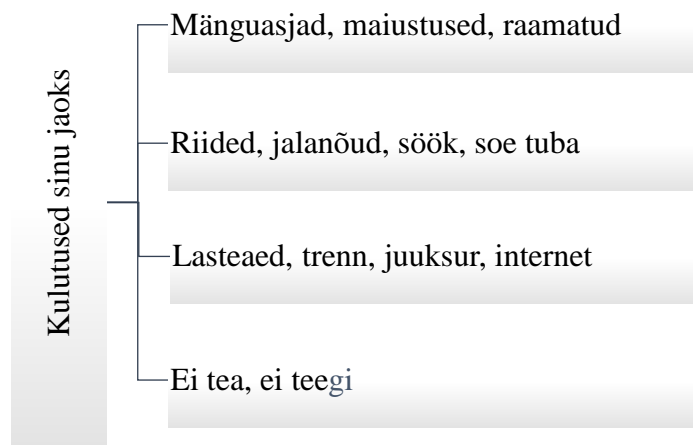 Kulutused sinu jaoks
Mänguasjad, maiustused, raamatud
Riided, jalanõud, söök, soe tuba
Lasteaed, trenn, juuksur, internet
Ei tea, ei teegi